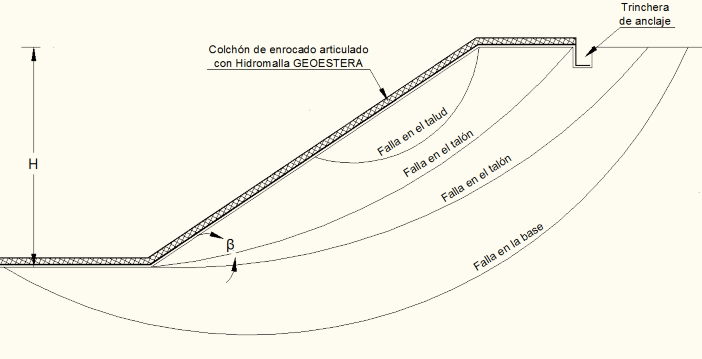 Trinchera
de anclaje
Colchón de enrocado articulado
con Hidromalla GEOESTERA
H
β
Falla en el talud
Falla en el talón
Falla en el talón
Falla en la base